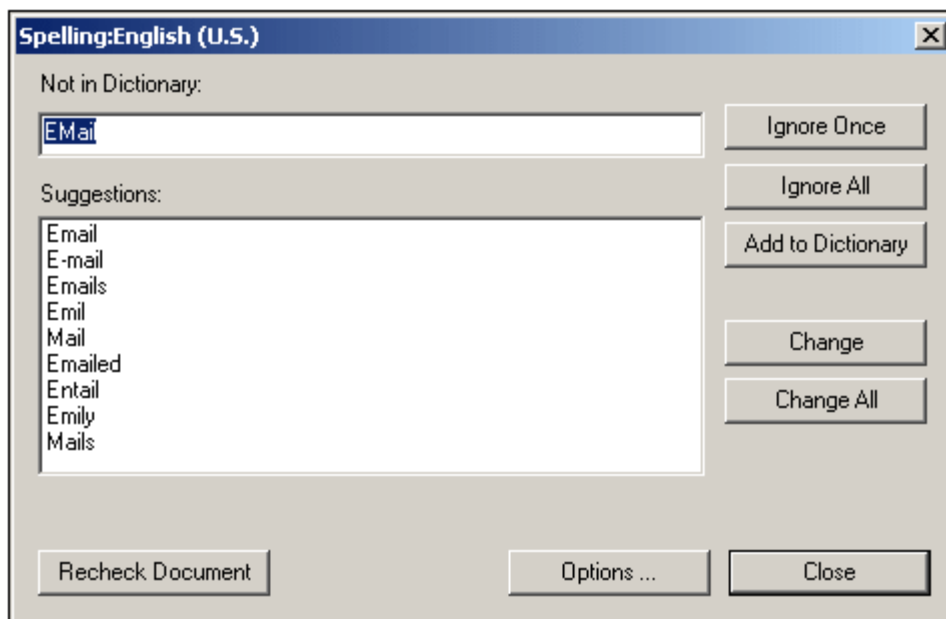 Spelling:English (U.S.)
Not in Dictionary:
EMail
Ignore Once
Suggestions:
Ignore All
Email
E-mail
Emails
Emil
Mail
Emailed
Entail
Emily
Mails
Add to Dictionary
Change
Change All
Recheck Document
Options ...
Close